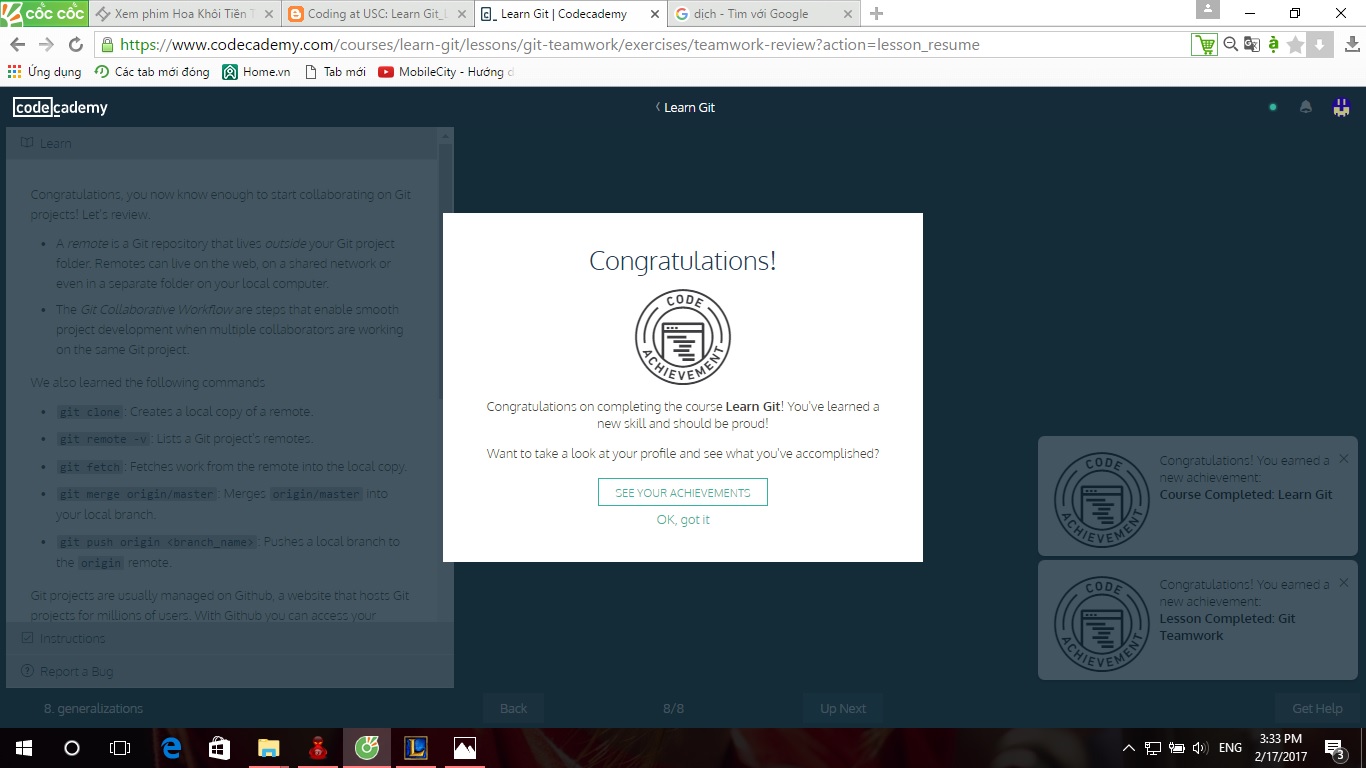 cốc cốc
Xem phim Hoa Khôi Tiên T
Coding at USC: Learn Git_L
Learn Git | Codecademy
dịch - Tìm với Google
https://www.codecademy.com/courses/learn-git/lessons/git-teamwork/exercises/teamwork-review?action=lesson_resume
Ứng dụng
Các tab mới đóng
Home.vn
Tab mới
MobileCity - Hướng d
codecademy
Learn Git
Learn
Congratulations, you now know enough to start collaborating on Git
projects! Let's review.
• A remote is a Git repository that lives outside your Git project
folder. Remotes can live on the web, on a shared network or
even in a separate folder on your local computer.
• The Git Collaborative Workflow are steps that enable smooth
project development when multiple collaborators are working
on the same Git project.
We also learned the following commands
• git clone: Creates a local copy of a remote.
• git remote -v: Lists a Git project's remotes.
• git fetch: Fetches work from the remote into the local copy.
• git merge origin/master: Merges origin/master into
your local branch.
• git push origin <branch_name>: Pushes a local branch to
the origin remote.
Git projects are usually managed on Github, a website that hosts Git
projects for millions of users. With Github you can access your
Instructions
Report a Bug
Congratulations!
CODE
ACHIEVEMENT
Congratulations on completing the course Learn Git! You've learned a
new skill and should be proud!
Want to take a look at your profile and see what you've accomplished?
SEE YOUR ACHIEVEMENTS
OK, got it
CODE
ACHIEVEMENT
Congratulations! You earned a
new achievement:
Course Completed: Learn Git
CODE
ACHIEVEMENT
Congratulations! You earned a
new achievement:
Lesson Completed: Git
Teamwork
8. generalizations
Back
8/8
Up Next
Get Help
ENG
3:33 PM
2/17/2017
3